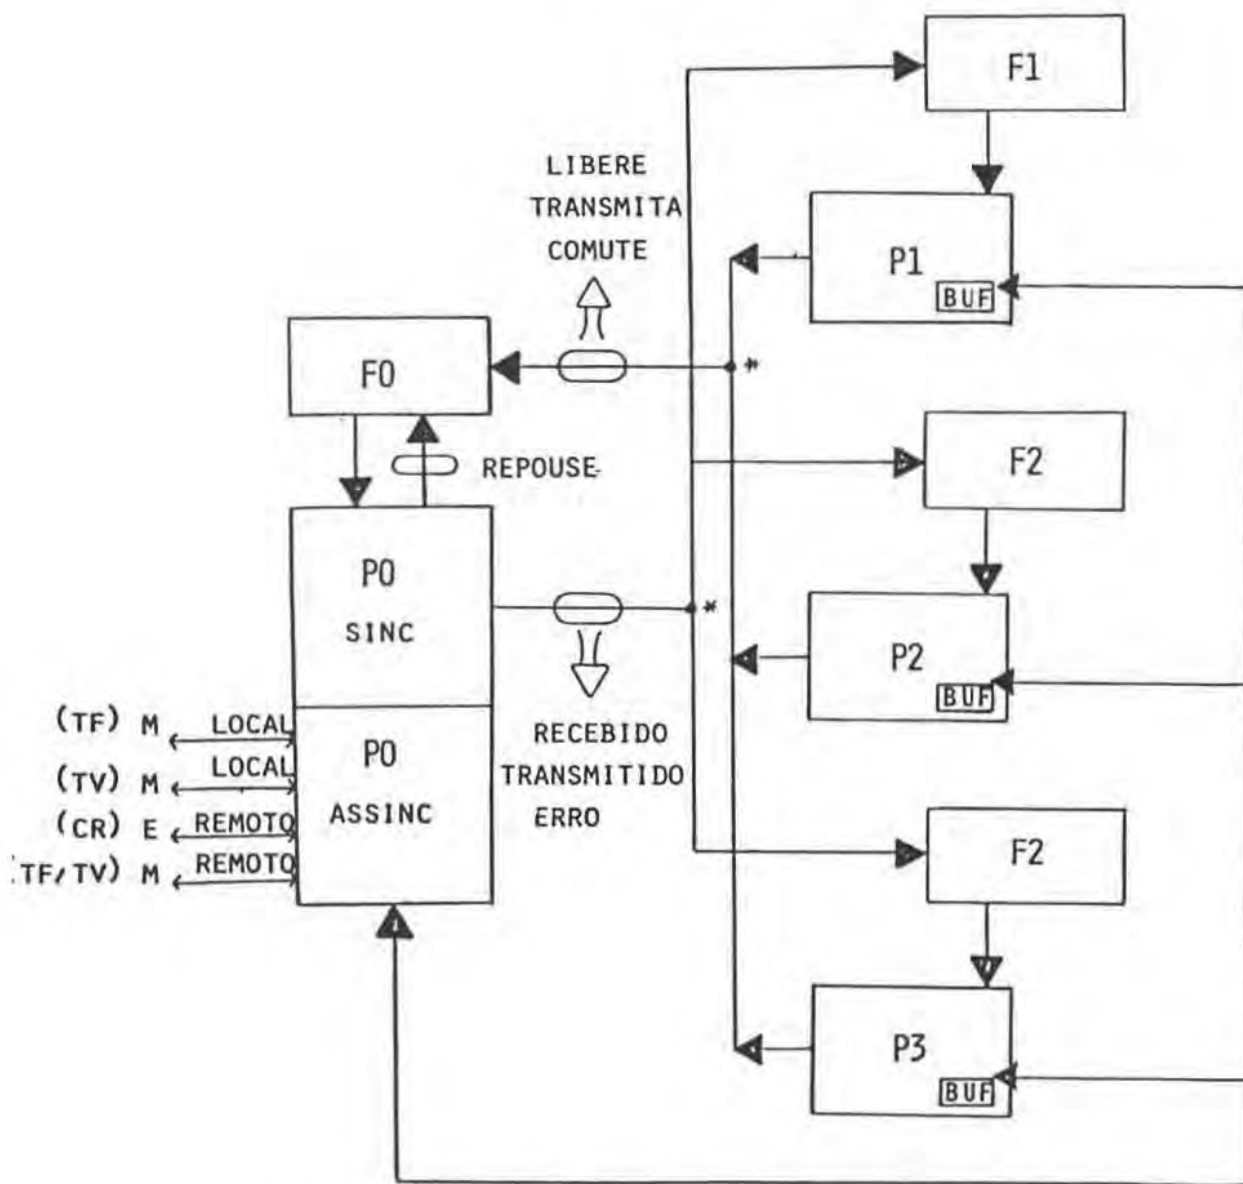 F1
LIBERE
TRANSMITA
COMUTE
P1
BUF
F0
*
REPOUSE
F2
P0
SINC
*
P2
BUF
RECEBIDO
TRANSMITIDO
ERRO
(TF) M LOCAL
(TV) M LOCAL
(CR) E REMOTO
TF/TV) M REMOTO
P0
ASSINC
F2
P3
BUF